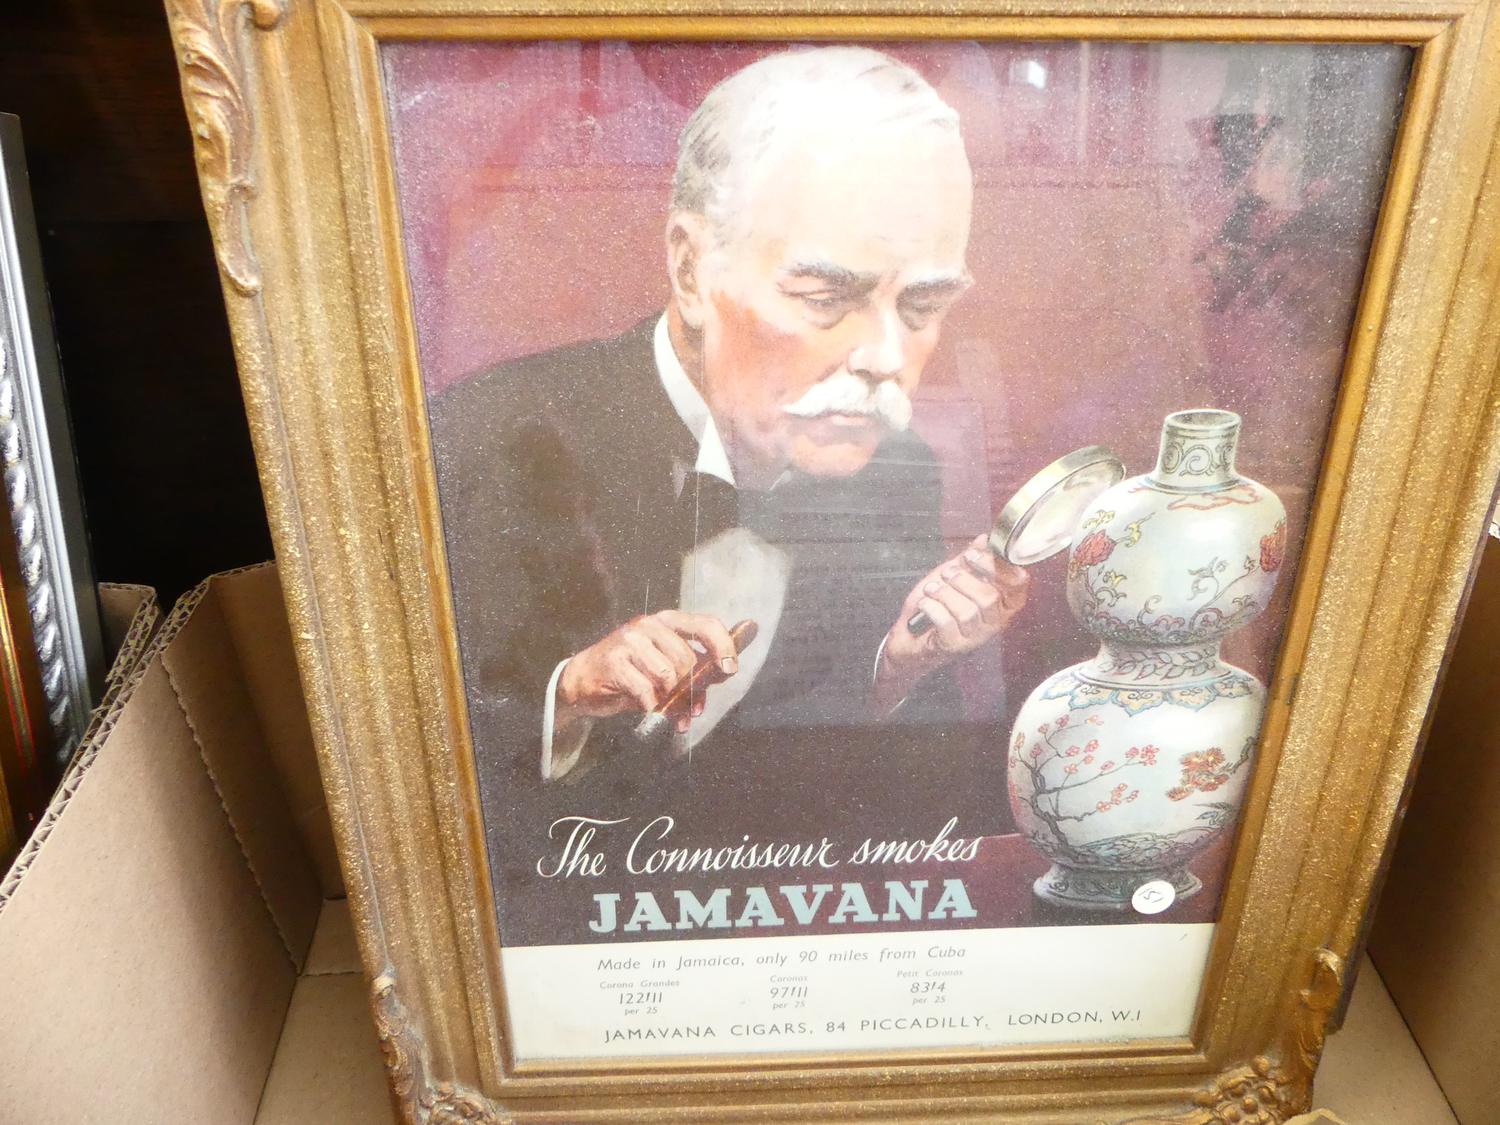 The Connoisseur smokes
JAMAVANA
Made in Jamaica, only 90 miles from Cuba
Corona Grandes Coronas Petit Coronas
122'11 97'11 83'4
per 25 per 25 per 25
JAMAVANA CIGARS, 84 PICCADILLY, LONDON, W.1